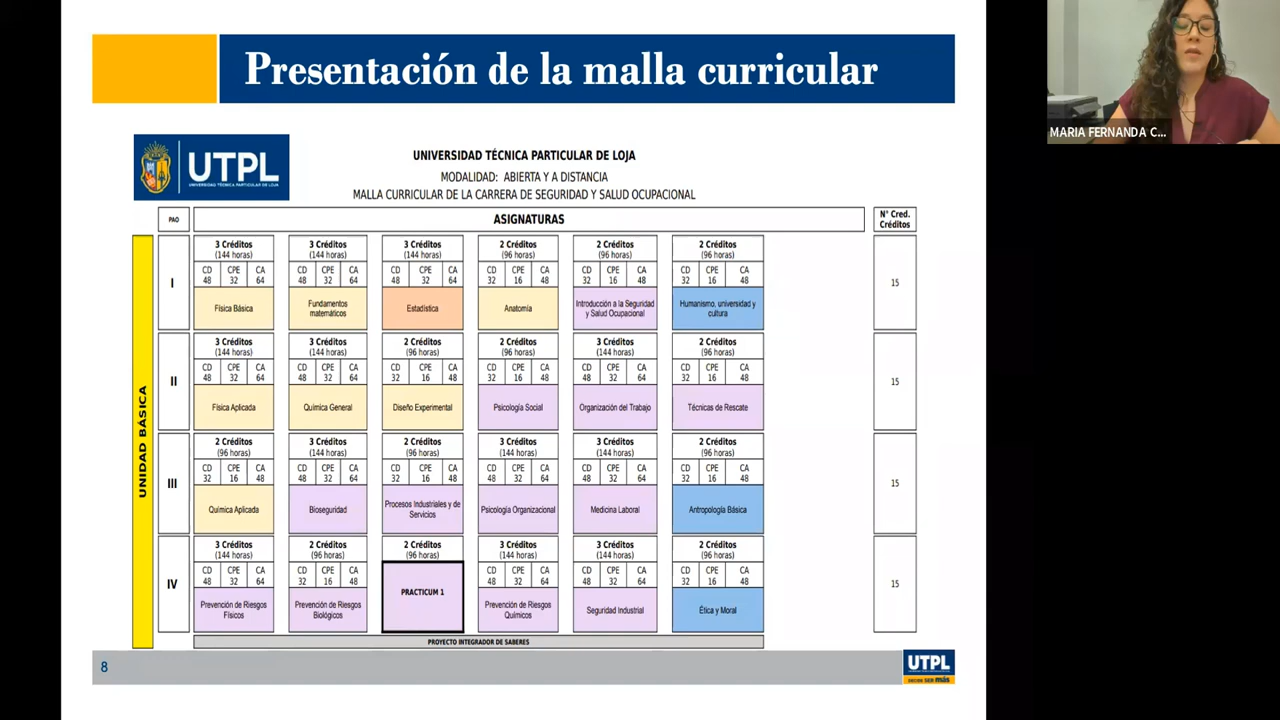 Presentación de la malla curricular
MARIA FERNANDA C...
UTPL
UNIVERSIDAD TÉCNICA PARTICULAR DE LOJA
UNIVERSIDAD TÉCNICA PARTICULAR DE LOJA
MODALIDAD: ABIERTA Y A DISTANCIA
MALLA CURRICULAR DE LA CARRERA DE SEGURIDAD Y SALUD OCUPACIONAL
PAO ASIGNATURAS N° Cred.
Créditos
UNIDAD BÁSICA
3 Créditos 3 Créditos 3 Créditos 2 Créditos 2 Créditos 2 Créditos
(144 horas) (144 horas) (144 horas) (96 horas) (96 horas) (96 horas)
CD CPE CA CD CPE CA CD CPE CA CD CPE CA CD CPE CA CD CPE CA
48 32 64 48 32 64 48 32 64 32 16 48 32 16 48 32 16 48
I 15
Física Básica Fundamentos matemáticos Estadística Anatomía Introducción a la Seguridad y Salud Ocupacional Humanismo, universidad y cultura
3 Créditos 3 Créditos 2 Créditos 2 Créditos 3 Créditos 2 Créditos
(144 horas) (144 horas) (96 horas) (96 horas) (144 horas) (96 horas)
CD CPE CA CD CPE CA CD CPE CA CD CPE CA CD CPE CA CD CPE CA
48 32 64 48 32 64 32 16 48 32 16 48 48 32 64 32 16 48
II 15
Física Aplicada Química General Diseño Experimental Psicología Social Organización del Trabajo Técnicas de Rescate
2 Créditos 3 Créditos 2 Créditos 3 Créditos 3 Créditos 2 Créditos
(96 horas) (144 horas) (96 horas) (144 horas) (144 horas) (96 horas)
CD CPE CA CD CPE CA CD CPE CA CD CPE CA CD CPE CA CD CPE CA
32 16 48 48 32 64 32 16 48 48 32 64 48 32 64 32 16 48
III 15
Química Aplicada Bioseguridad Procesos Industriales y de Servicios Psicología Organizacional Medicina Laboral Antropología Básica
3 Créditos 2 Créditos 2 Créditos 3 Créditos 3 Créditos 2 Créditos
(144 horas) (96 horas) (96 horas) (144 horas) (144 horas) (96 horas)
CD CPE CA CD CPE CA CD CPE CA CD CPE CA CD CPE CA
48 32 64 32 16 48 48 32 64 48 32 64 32 16 48
IV PRACTICUM 1 15
Prevención de Riesgos Físicos Prevención de Riesgos Biológicos Prevención de Riesgos Químicos Seguridad Industrial Ética y Moral
PROYECTO INTEGRADOR DE SABERES
8
UTPL
DECIDE SER más